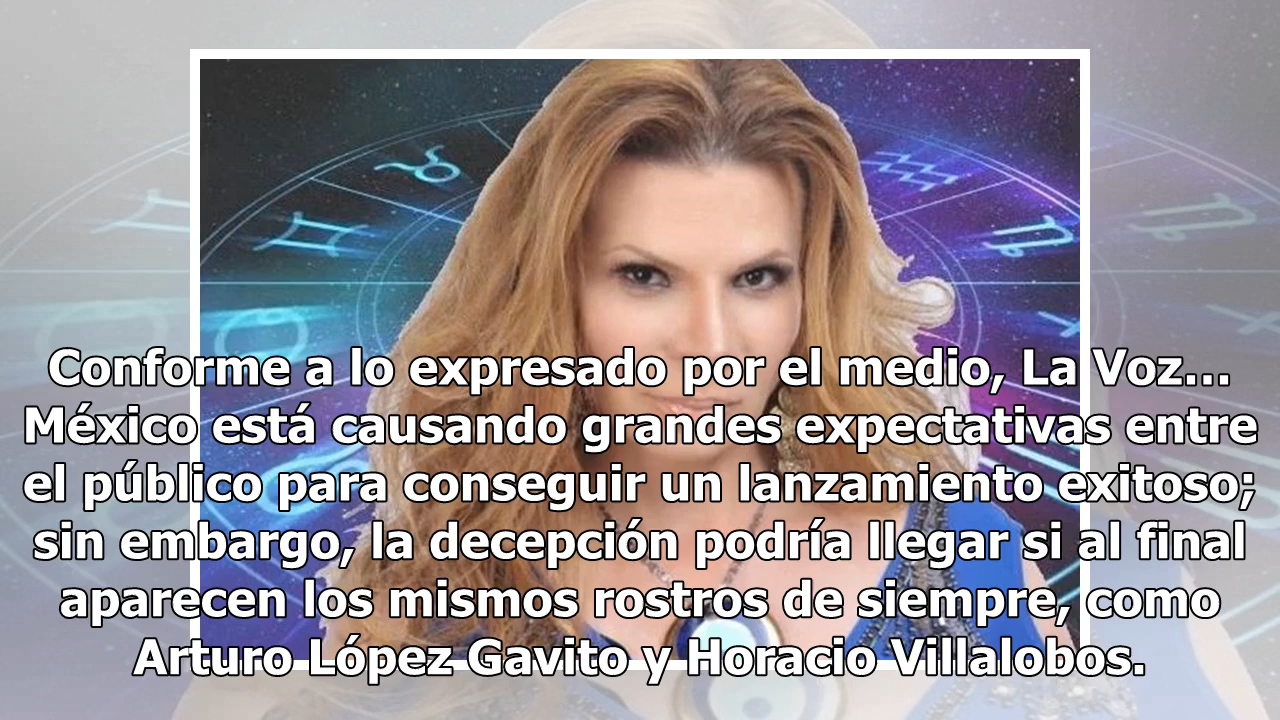 Conforme a lo expresado por el medio, La Voz...
México está causando grandes expectativas entre
el público para conseguir un lanzamiento exitoso;
sin embargo, la decepción podría llegar si al final
aparecen los mismos rostros de siempre, como
Arturo López Gavito y Horacio Villalobos.